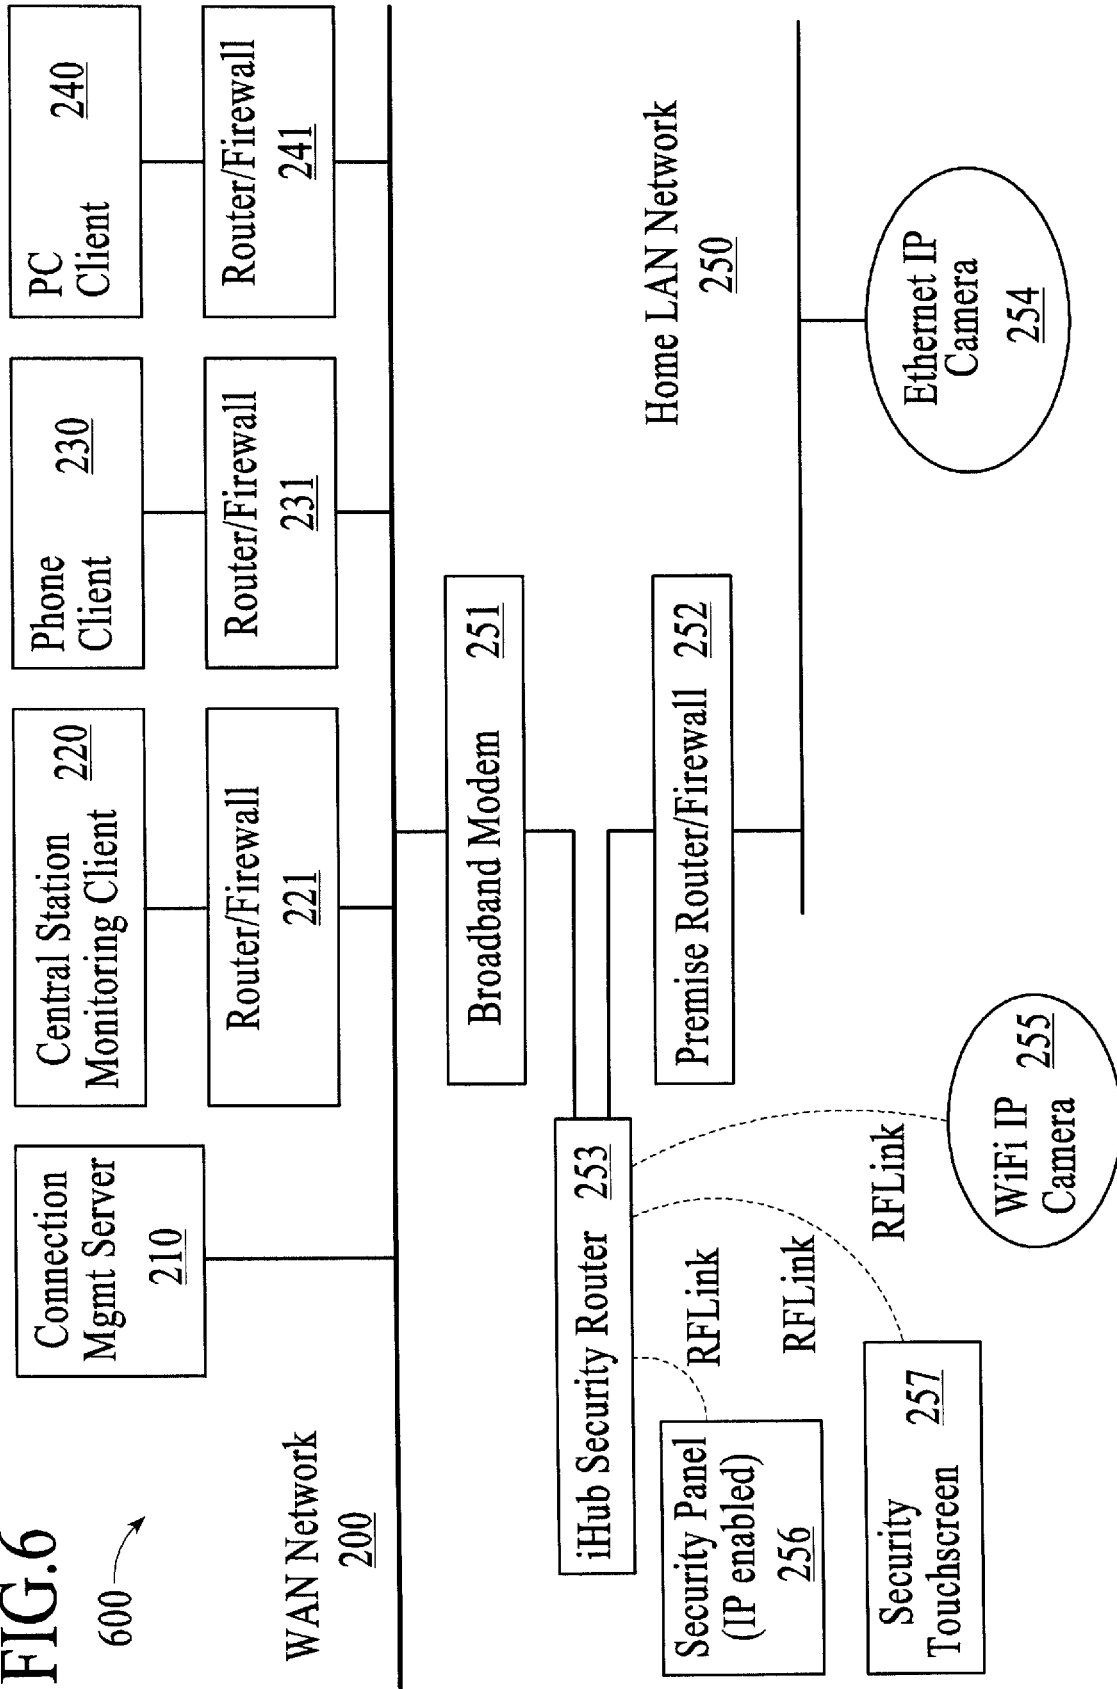 FIG.6
600
WAN Network
200
Connection
Mgmt Server
210
Central Station
Monitoring Client
220
Phone
Client
230
PC
Client
240
Router/Firewall
221
Router/Firewall
231
Router/Firewall
241
Broadband Modem 251
iHub Security Router 253
Premise Router/Firewall 252
Home LAN Network
250
Security Panel
(IP enabled)
256
RFLink
RFLink
RFLink
Security
Touchscreen
257
WiFi IP
Camera
255
Ethernet IP
Camera
254